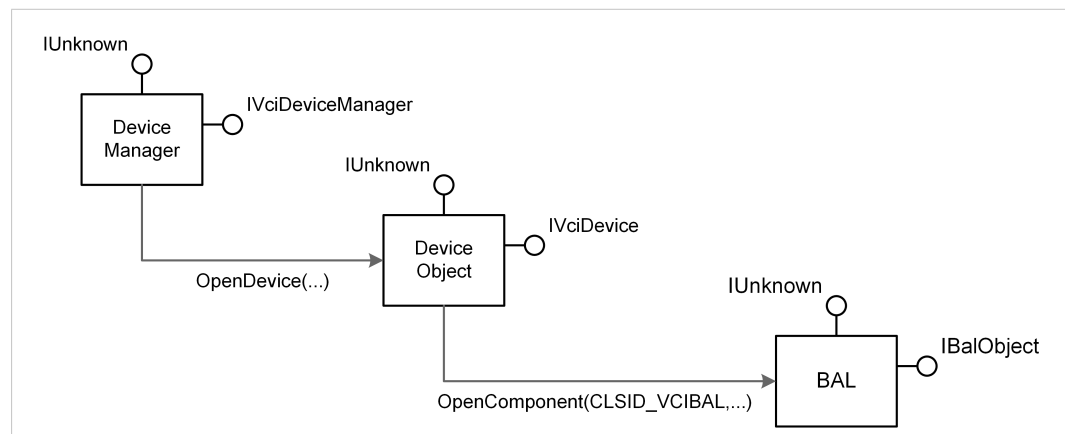 IUnknown
IVciDeviceManager
Device
Manager
IUnknown
IVciDevice
Device
Object
OpenDevice(...)
IUnknown
IBalObject
BAL
OpenComponent(CLSID_VCIBAL,...)